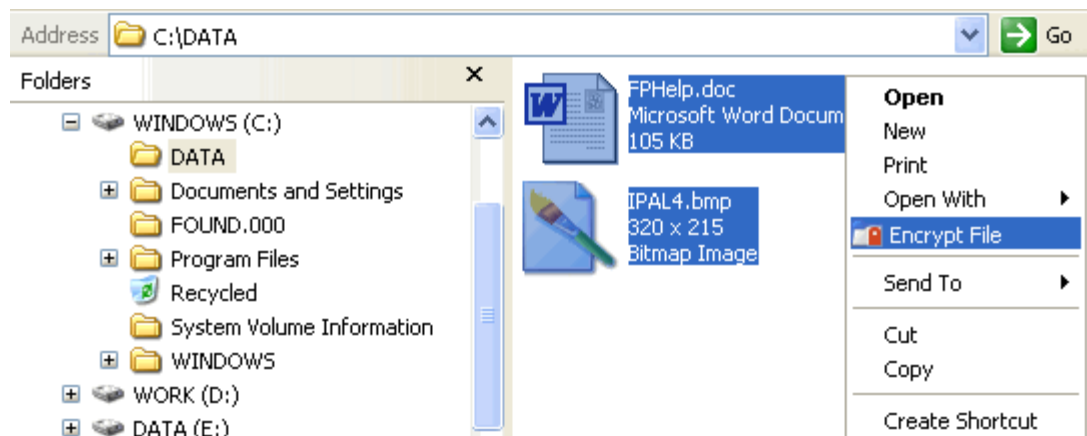 Address C:\DATA Go
Folders
WINDOWS (C:)
DATA
Documents and Settings
FOUND.000
Program Files
Recycled
System Volume Information
WINDOWS
WORK (D:)
DATA (E:)
FPHelp.doc
Microsoft Word Docum
105 KB
IPAL4.bmp
320 x 215
Bitmap Image
Open
New
Print
Open With
Encrypt File
Send To
Cut
Copy
Create Shortcut